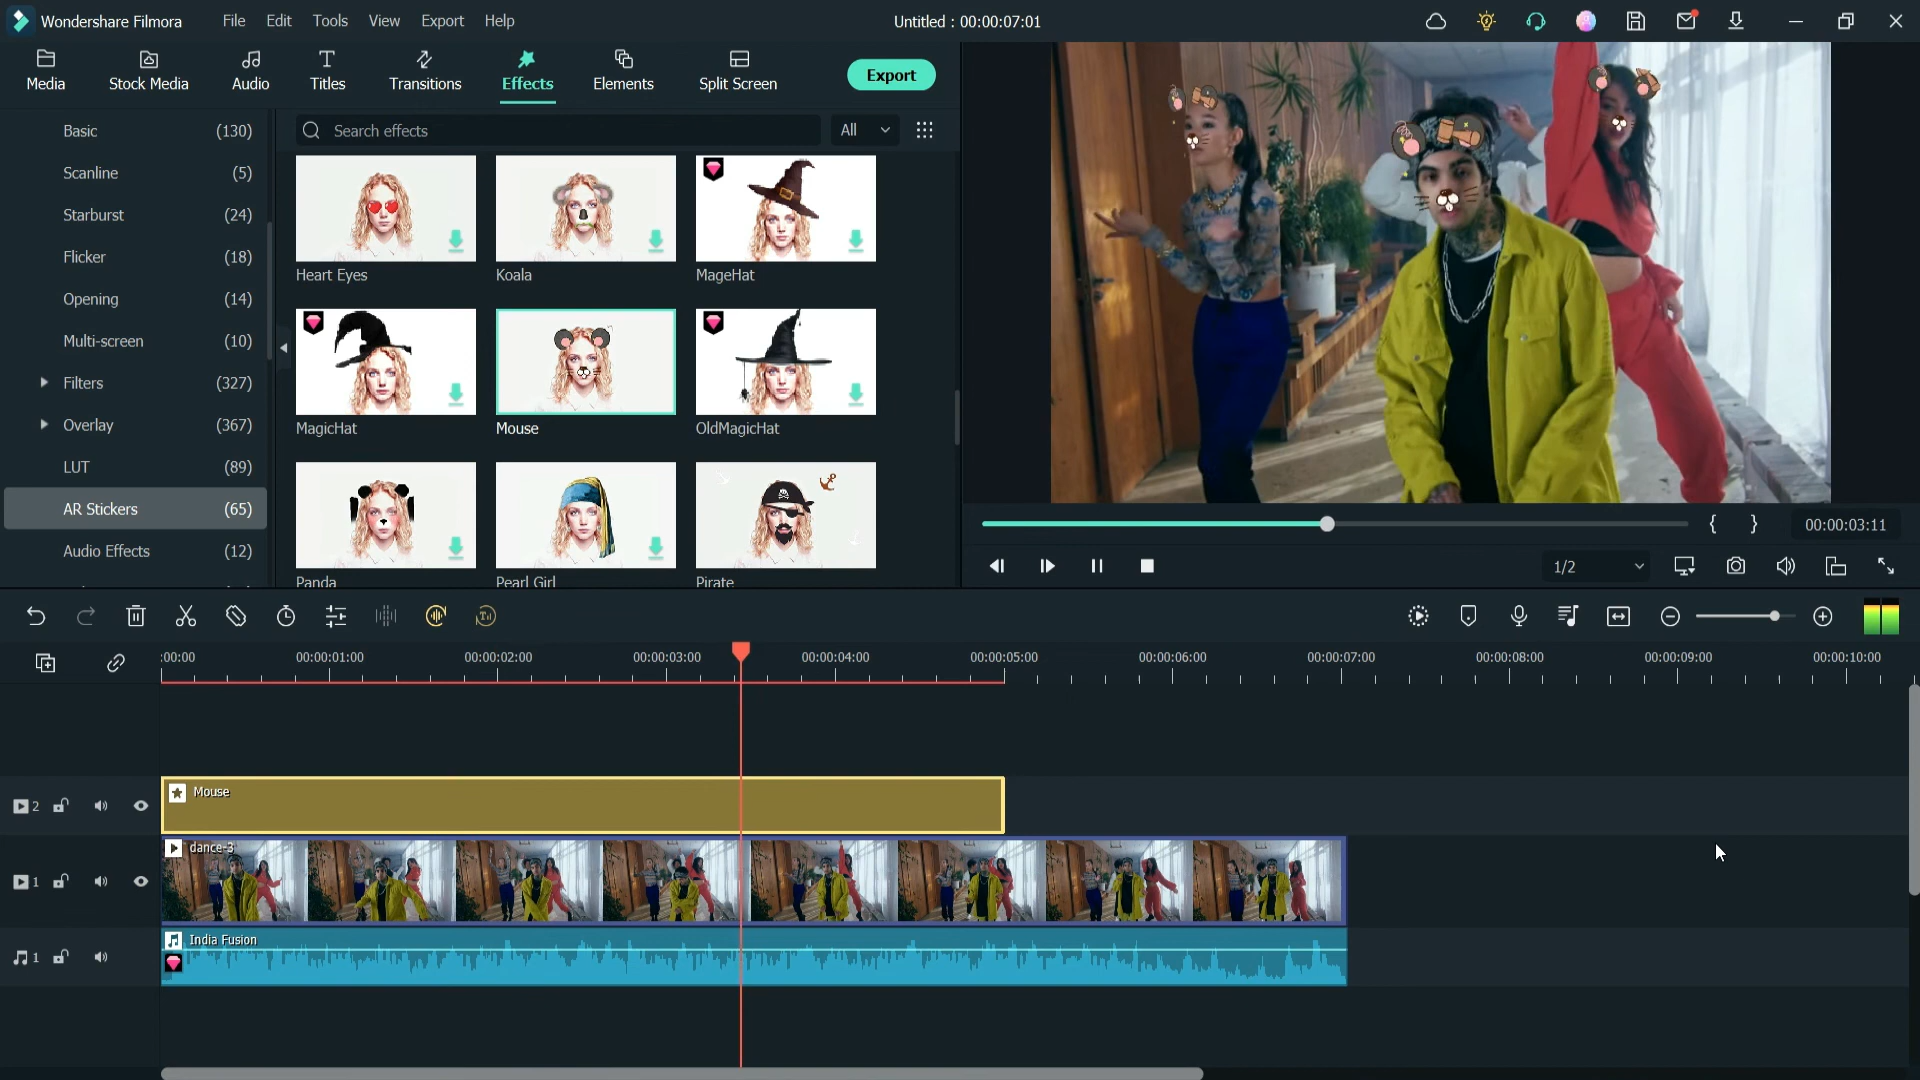 Wondershare Filmora
File Edit Tools View Export Help
Untitled : 00:00:07:01
Media
Stock Media
Audio
Titles
Transitions
Effects
Elements
Split Screen
Export
Basic (130)
Scanline (5)
Starburst (24)
Flicker (18)
Opening (14)
Multi-screen (10)
Filters (327)
Overlay (367)
LUT (89)
AR Stickers (65)
Audio Effects (12)
Search effects
All
Heart Eyes
Koala
MageHat
MagicHat
Mouse
OldMagicHat
Panda
Pearl Girl
Pirate
{ }
00:00:03:11
1/2
:00:00 00:00:01:00 00:00:02:00 00:00:03:00 00:00:04:00 00:00:05:00 00:00:06:00 00:00:07:00 00:00:08:00 00:00:09:00 00:00:10:00
2
Mouse
1
dance-3
1
India Fusion